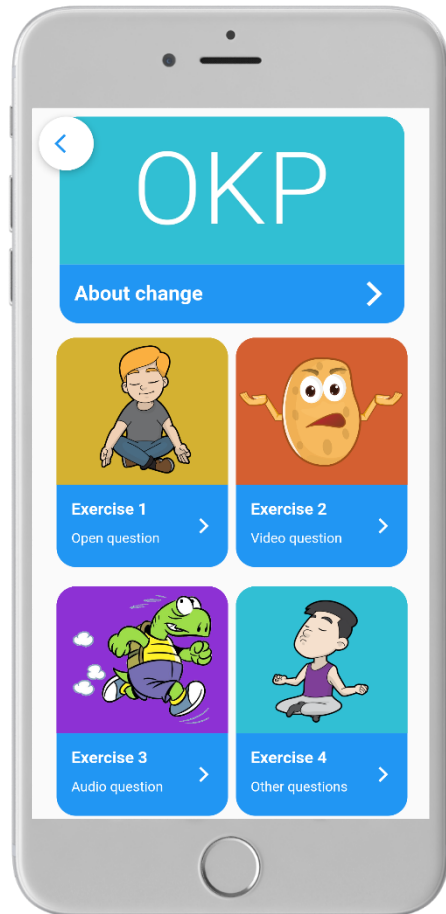 OKP
About change
Exercise 1
Open question
Exercise 2
Video question
Exercise 3
Audio question
Exercise 4
Other questions